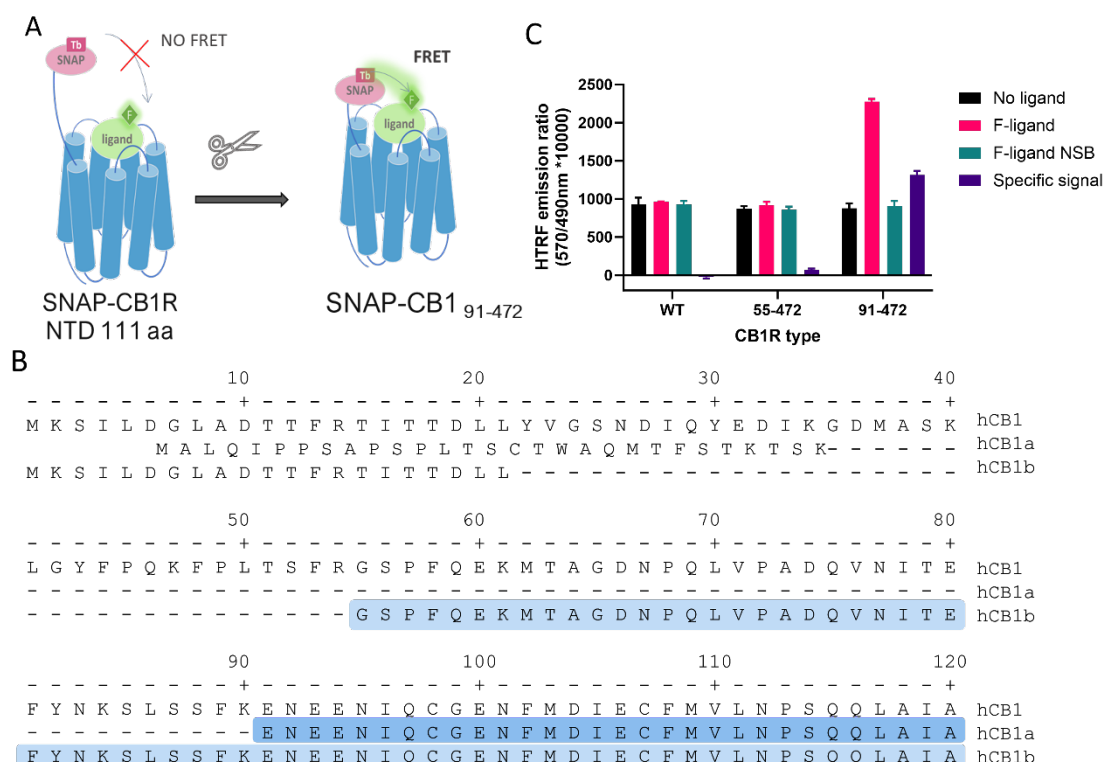 A
Tb
SNAP
NO FRET
F
ligand
SNAP-CB1R
NTD 111 aa
FRET
Tb
SNAP
F
ligand
SNAP-CB1 91-472
C
HTRF emission ratio
(570/490nm *10000)
2500
2000
1500
1000
500
0
WT
55-472
91-472
CB1R type
No ligand
F-ligand
F-ligand NSB
Specific signal
B
10 20 30 40
- - - - - - - - - + - - - - - - - - - + - - - - - - - - - + - - - - - - - - - +
M K S I L D G L A D T T F R T I T T D L L Y V G S N D I Q Y E D I K G D M A S K hCB1
M A L Q I P P S A P S P L T S C T W A Q M T F S T K T S K - - - - - - hCB1a
M K S I L D G L A D T T F R T I T T D L L - - - - - - - - - - - - - - - - - - - hCB1b
50 60 70 80
- - - - - - - - - + - - - - - - - - - + - - - - - - - - - + - - - - - - - - - +
L G Y F P Q K F P L T S F R G S P F Q E K M T A G D N P Q L V P A D Q V N I T E hCB1
- - - - - - - - - - - - - - - - - - - - - - - - - - - - - - - - - - - - - - - - hCB1a
- - - - - - - - - - - - - - G S P F Q E K M T A G D N P Q L V P A D Q V N I T E hCB1b
90 100 110 120
- - - - - - - - - + - - - - - - - - - + - - - - - - - - - + - - - - - - - - - +
F Y N K S L S S F K E N E E N I Q C G E N F M D I E C F M V L N P S Q Q L A I A hCB1
- - - - - - - - - - E N E E N I Q C G E N F M D I E C F M V L N P S Q Q L A I A hCB1a
F Y N K S L S S F K E N E E N I Q C G E N F M D I E C F M V L N P S Q Q L A I A hCB1b